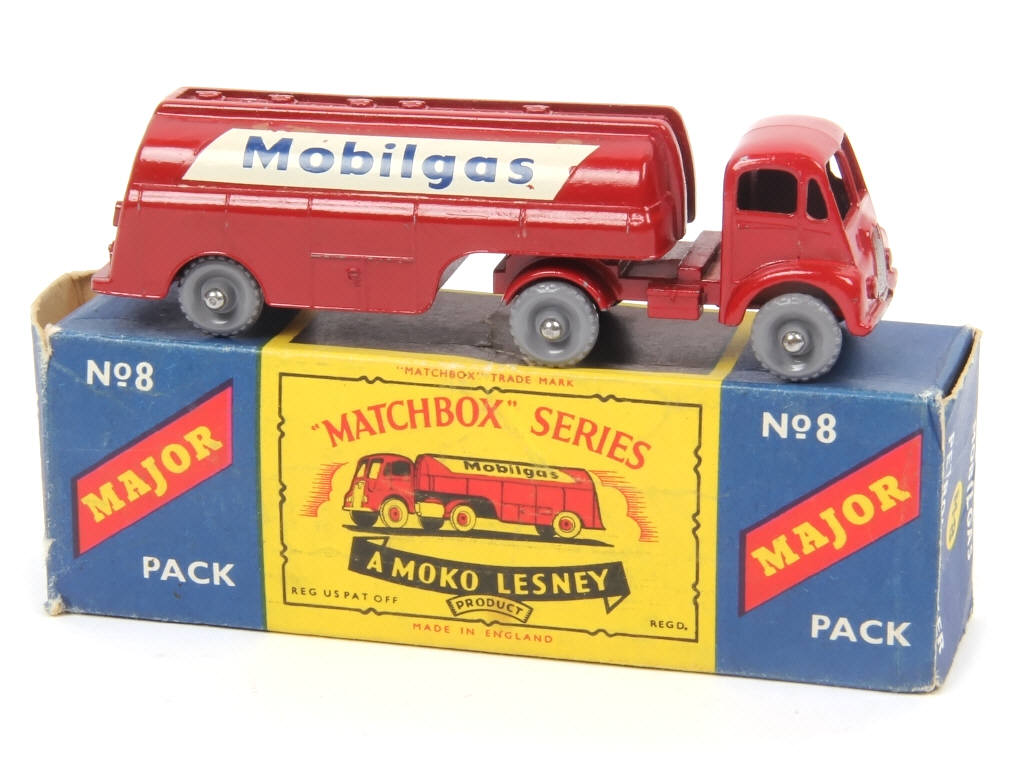 Mobilgas
Nº8
MAJOR
PACK
"MATCHBOX" TRADE MARK
"MATCHBOX" SERIES
Mobilgas
A MOKO LESNEY
PRODUCT
REG US PAT OFF
REGD.
MADE IN ENGLAND
Nº8
MAJOR
PACK